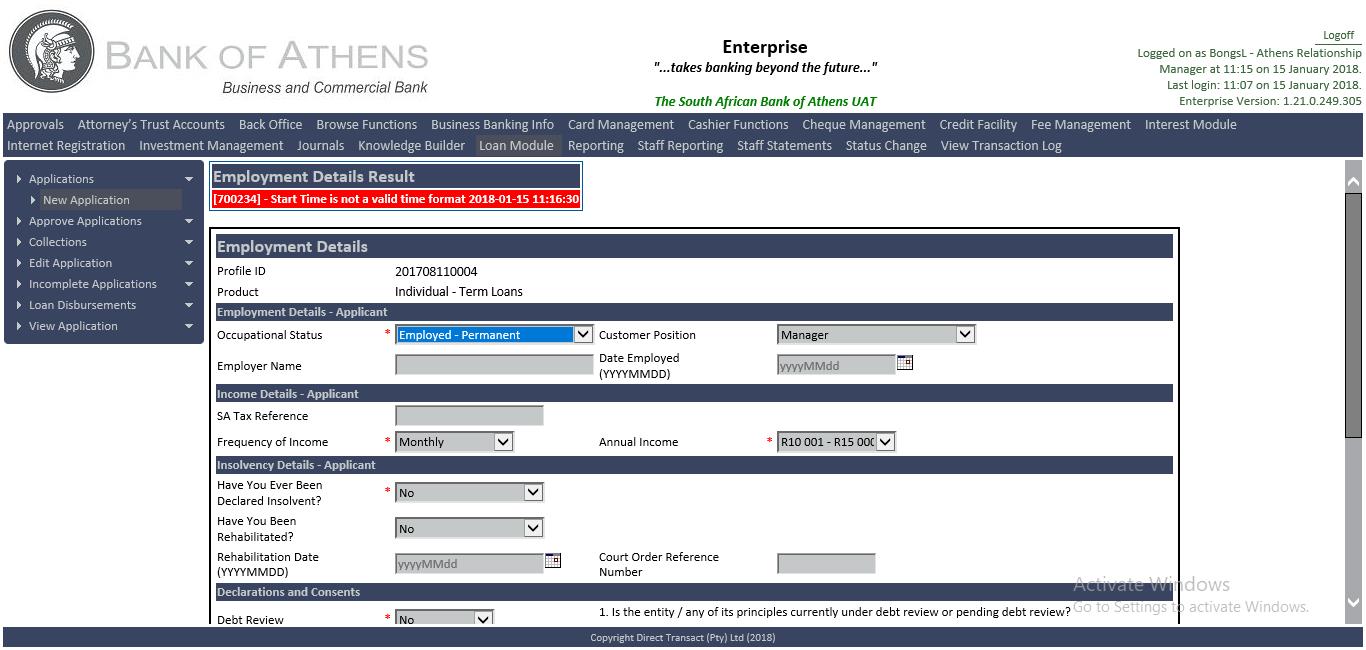 BANK OF ATHENS
Business and Commercial Bank
Enterprise
"...takes banking beyond the future..."
The South African Bank of Athens UAT
Logoff
Logged on as BongsL - Athens Relationship
Manager at 11:15 on 15 January 2018.
Last login: 11:07 on 15 January 2018.
Enterprise Version: 1.21.0.249.305
Approvals Attorney's Trust Accounts Back Office Browse Functions Business Banking Info Card Management Cashier Functions Cheque Management Credit Facility Fee Management Interest Module
Internet Registration Investment Management Journals Knowledge Builder Loan Module Reporting Staff Reporting Staff Statements Status Change View Transaction Log
Applications
New Application
Approve Applications
Collections
Edit Application
Incomplete Applications
Loan Disbursements
View Application
Employment Details Result
[700234] - Start Time is not a valid time format 2018-01-15 11:16:30
Employment Details
Profile ID 201708110004
Product Individual - Term Loans
Employment Details - Applicant
Occupational Status * Employed - Permanent Customer Position Manager
Employer Name Date Employed
(YYYYMMDD) yyyyMMdd
Income Details - Applicant
SA Tax Reference
Frequency of Income * Monthly Annual Income * R10 001 - R15 000
Insolvency Details - Applicant
Have You Ever Been
Declared Insolvent? * No
Have You Been
Rehabilitated? No
Rehabilitation Date
(YYYYMMDD) yyyyMMdd Court Order Reference
Number
Declarations and Consents
Debt Review * No 1. Is the entity / any of its principles currently under debt review or pending debt review?
Activate Windows
Go to Settings to activate Windows.
Copyright Direct Transact (Pty) Ltd (2018)